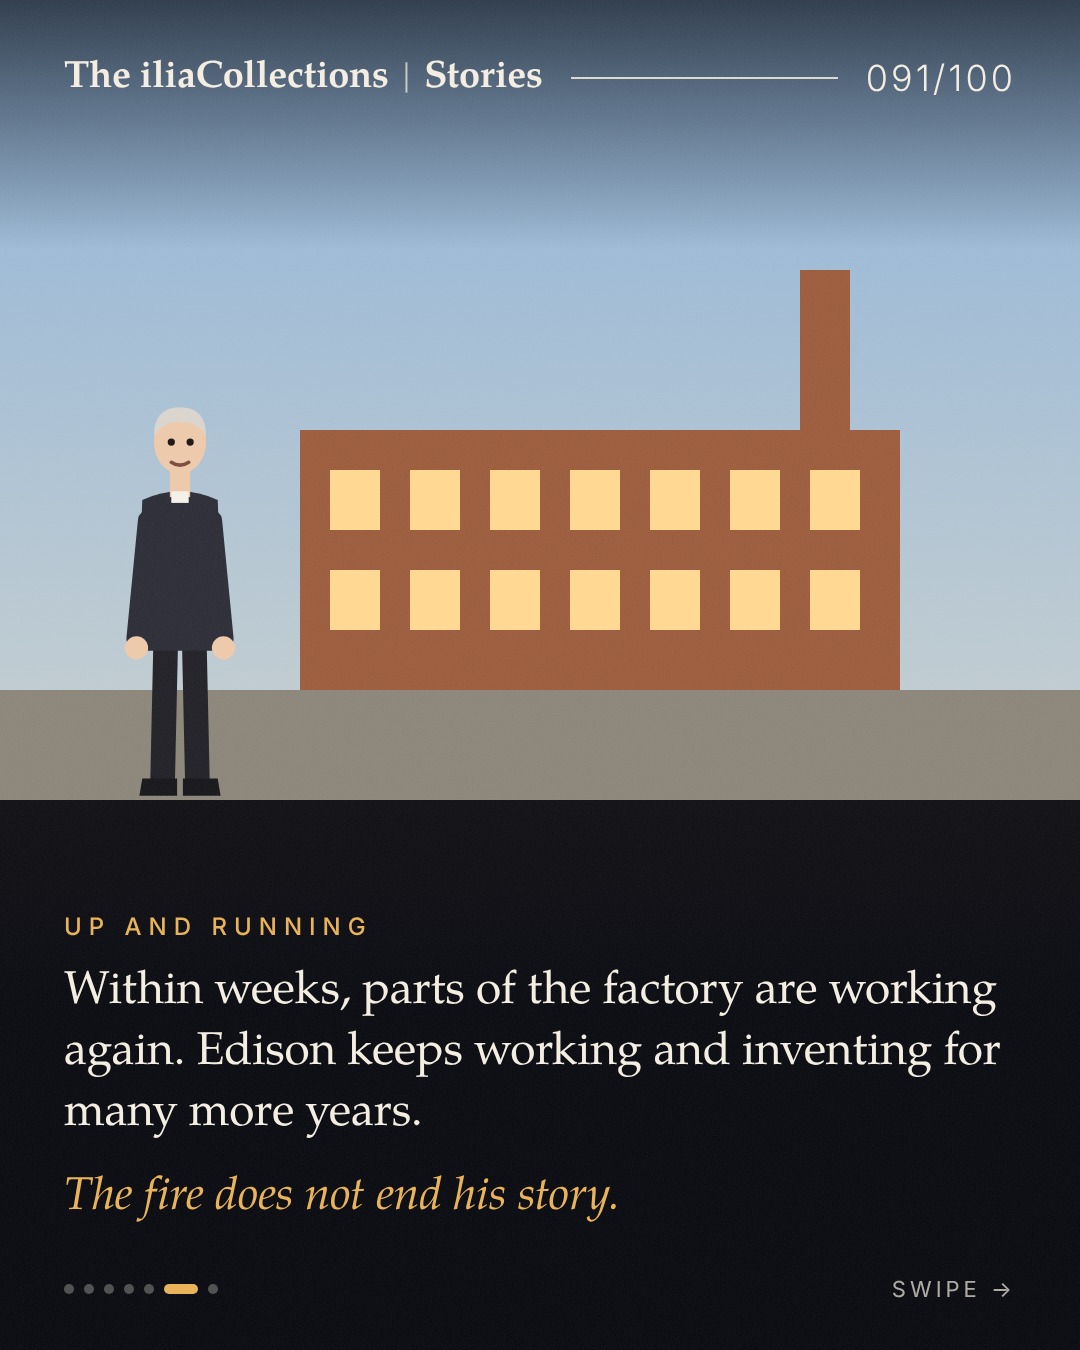 The iliaCollections | Stories
091/100
UP AND RUNNING
Within weeks, parts of the factory are working
again. Edison keeps working and inventing for
many more years.
The fire does not end his story.
SWIPE →